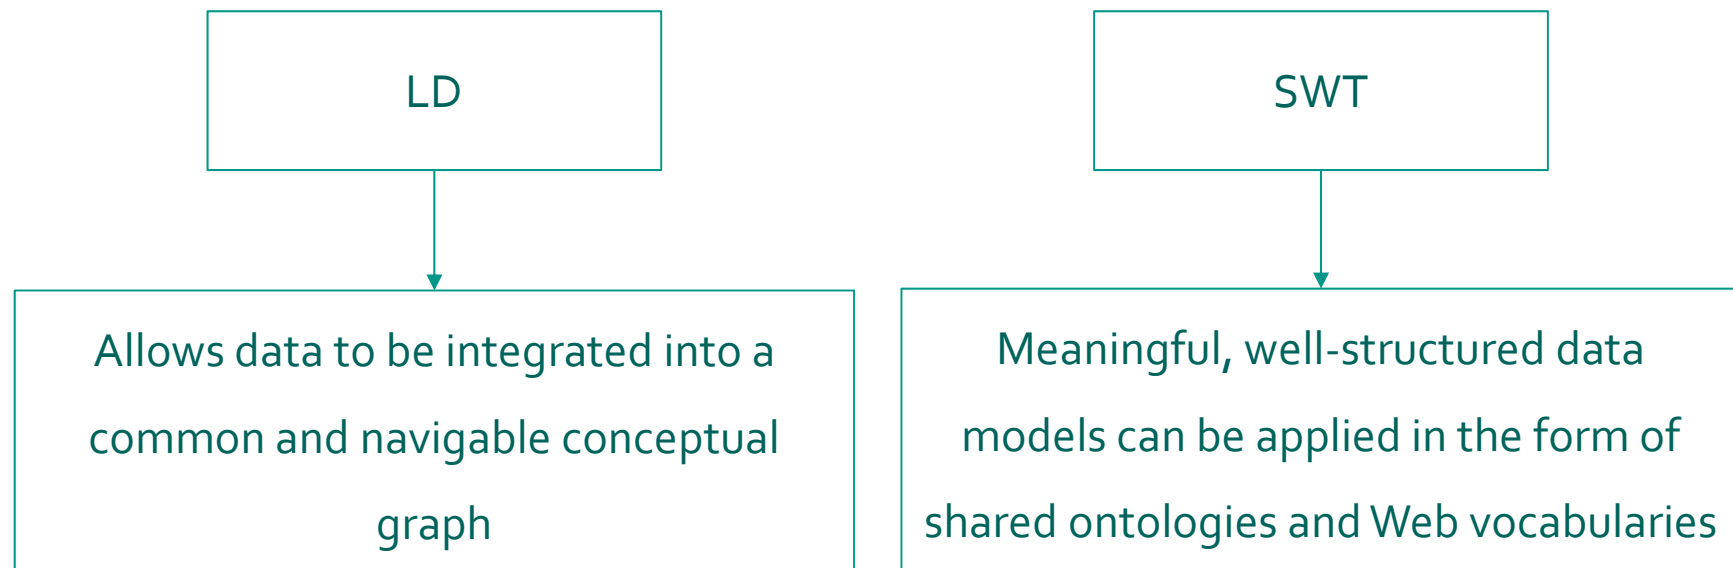 LD
SWT
Allows data to be integrated into a
common and navigable conceptual
graph
Meaningful, well-structured data
models can be applied in the form of
shared ontologies and Web vocabularies